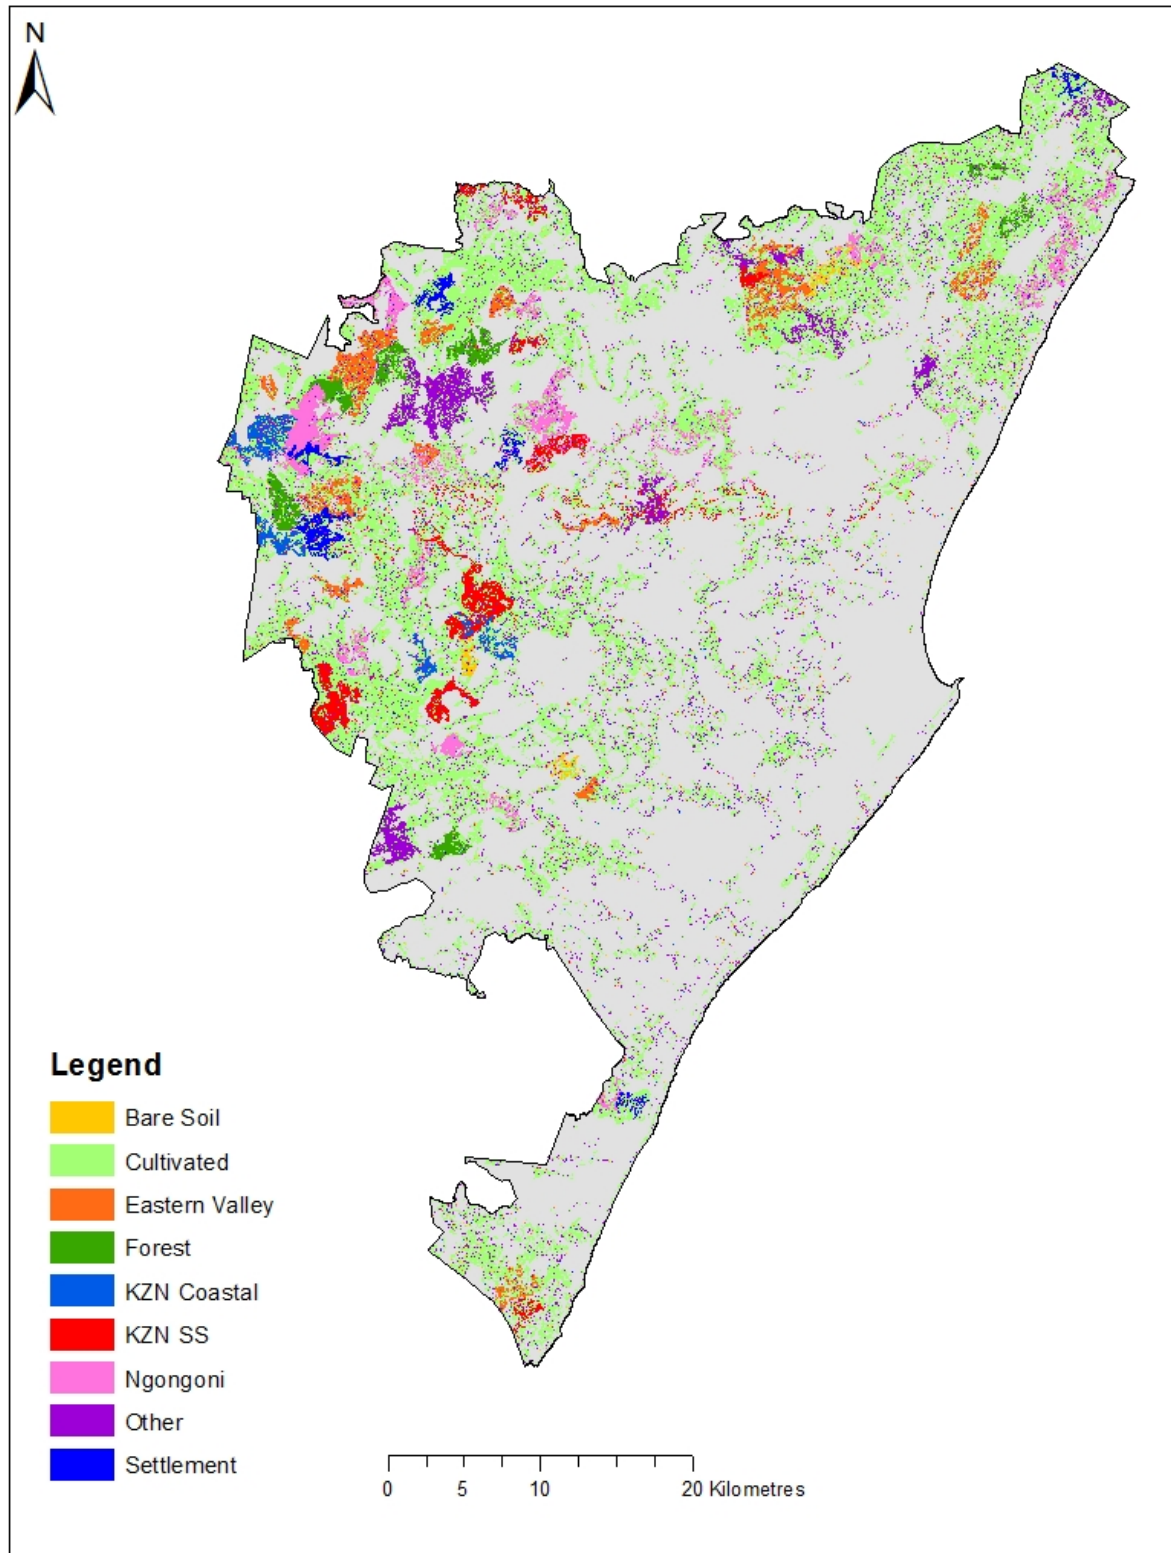 N
Legend
Bare Soil
Cultivated
Eastern Valley
Forest
KZN Coastal
KZN SS
Ngongoni
Other
Settlement
0 5 10 20 Kilometres